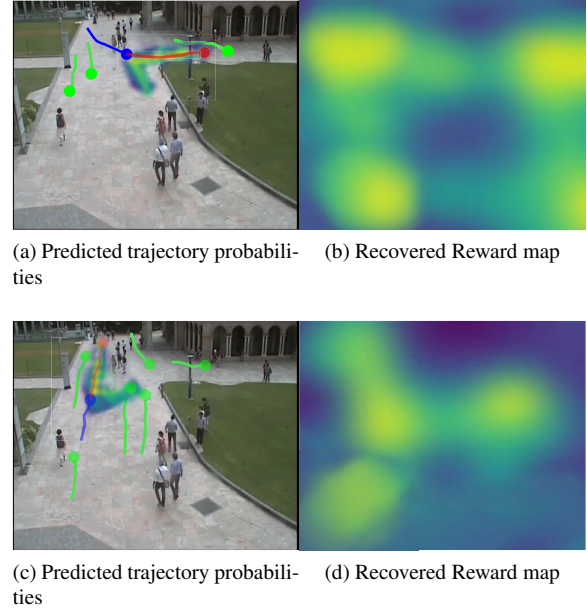 (a) Predicted trajectory probabili-
ties
(b) Recovered Reward map
(c) Predicted trajectory probabili-
ties
(d) Recovered Reward map